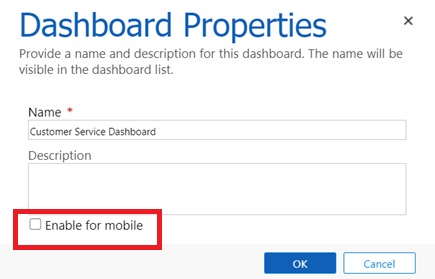 Dashboard Properties
Provide a name and description for this dashboard. The name will be
visible in the dashboard list.
Name *
Customer Service Dashboard
Description
Enable for mobile
OK Cancel